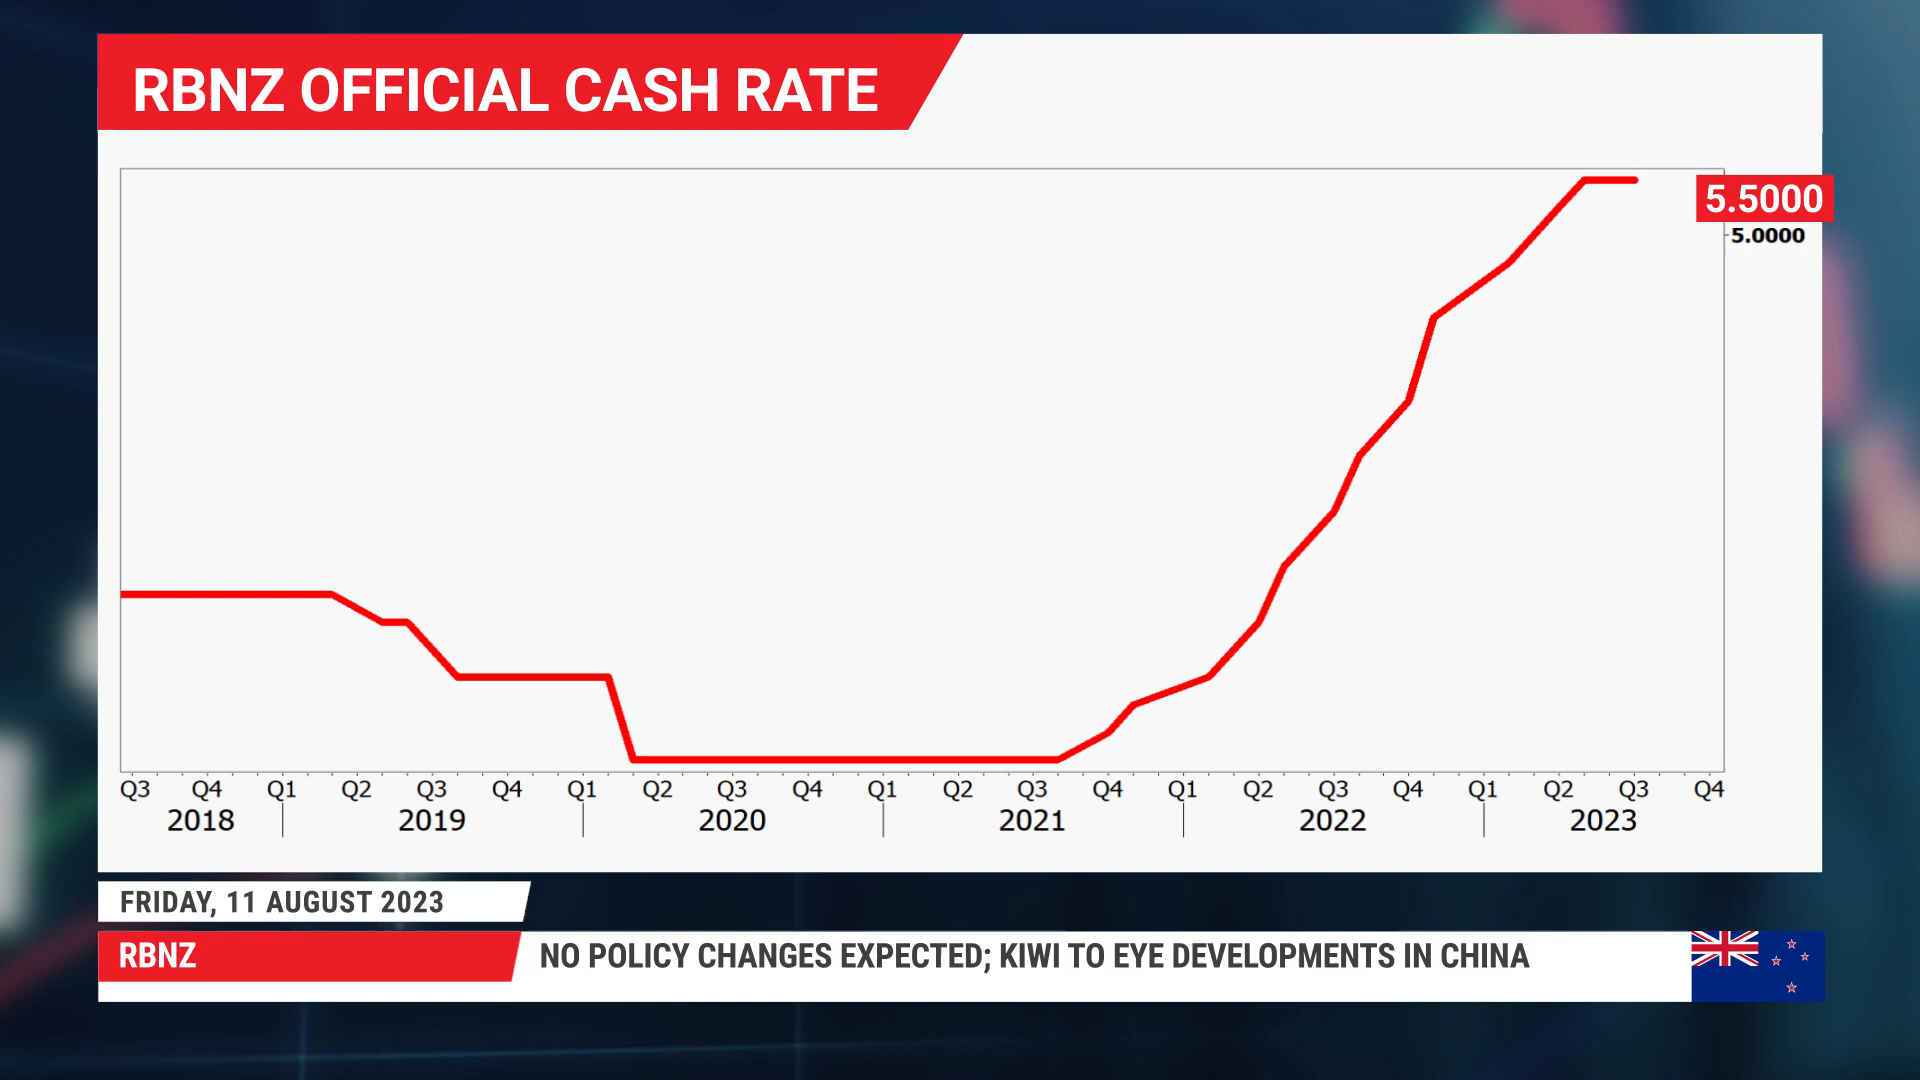 RBNZ OFFICIAL CASH RATE
5.5000
5.0000
Q3 Q4 Q1 Q2 Q3 Q4 Q1 Q2 Q3 Q4 Q1 Q2 Q3 Q4 Q1 Q2 Q3 Q4 Q1 Q2 Q3 Q4
2018 2019 2020 2021 2022 2023
FRIDAY, 11 AUGUST 2023
RBNZ
NO POLICY CHANGES EXPECTED; KIWI TO EYE DEVELOPMENTS IN CHINA